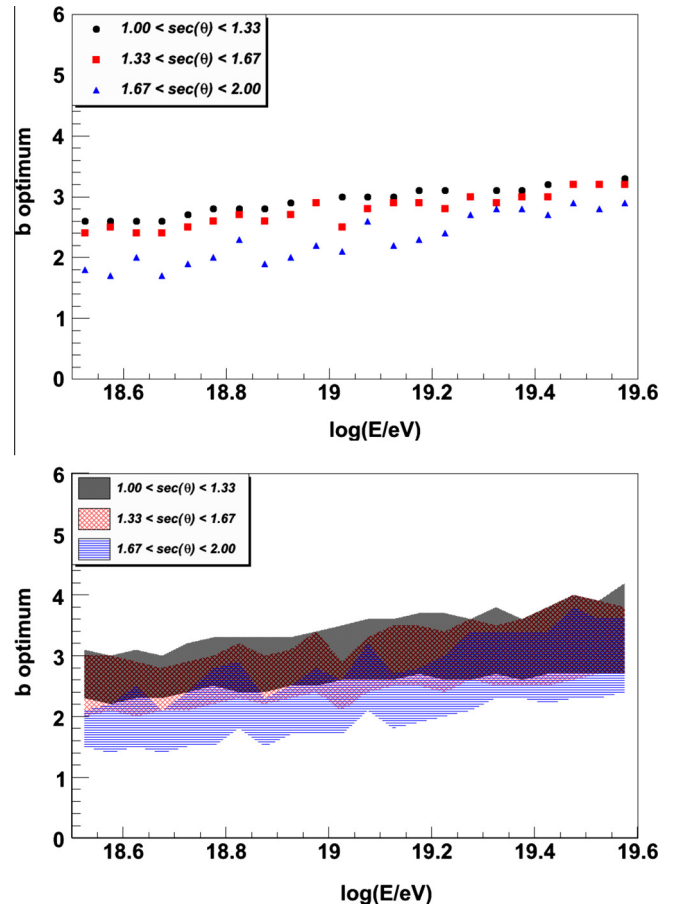 6
1.00 < sec(θ) < 1.33
1.33 < sec(θ) < 1.67
1.67 < sec(θ) < 2.00
5
4
3
2
1
0
b optimum
18.6 18.8 19 19.2 19.4 19.6
log(E/eV)
6
1.00 < sec(θ) < 1.33
1.33 < sec(θ) < 1.67
1.67 < sec(θ) < 2.00
5
4
3
2
1
0
b optimum
18.6 18.8 19 19.2 19.4 19.6
log(E/eV)